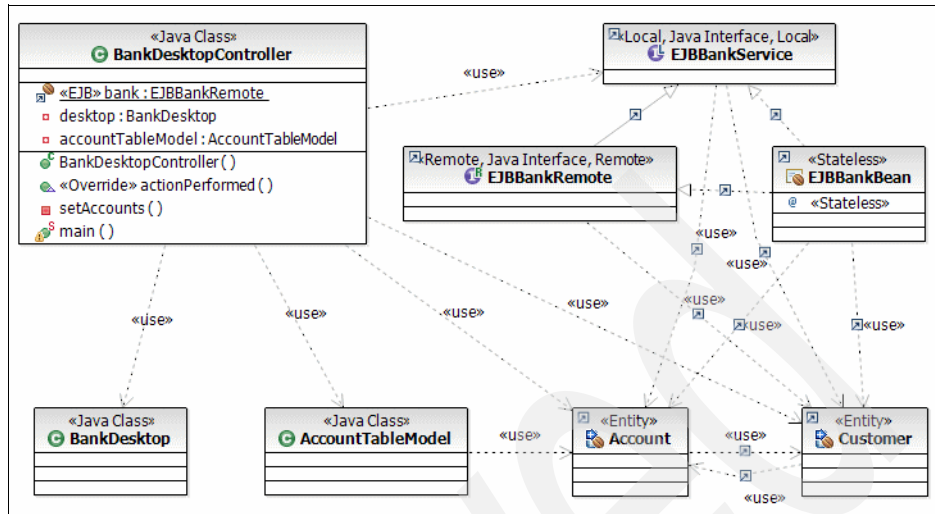 «Java Class»
BankDesktopController
«EJB» bank : EJBBankRemote
desktop : BankDesktop
accountTableModel : AccountTableModel
BankDesktopController ( )
«Override» actionPerformed ( )
setAccounts ( )
main ( )
«use»
«Local, Java Interface, Local»
EJBBankService
«Remote, Java Interface, Remote»
EJBBankRemote
«Stateless»
EJBBankBean
@ «Stateless»
«use»
«use»
«use»
«use»
«use»
«use»
«use»
«use»
«use»
«Java Class»
BankDesktop
«Java Class»
AccountTableModel
«use»
«Entity»
Account
«use»
«use»
«Entity»
Customer